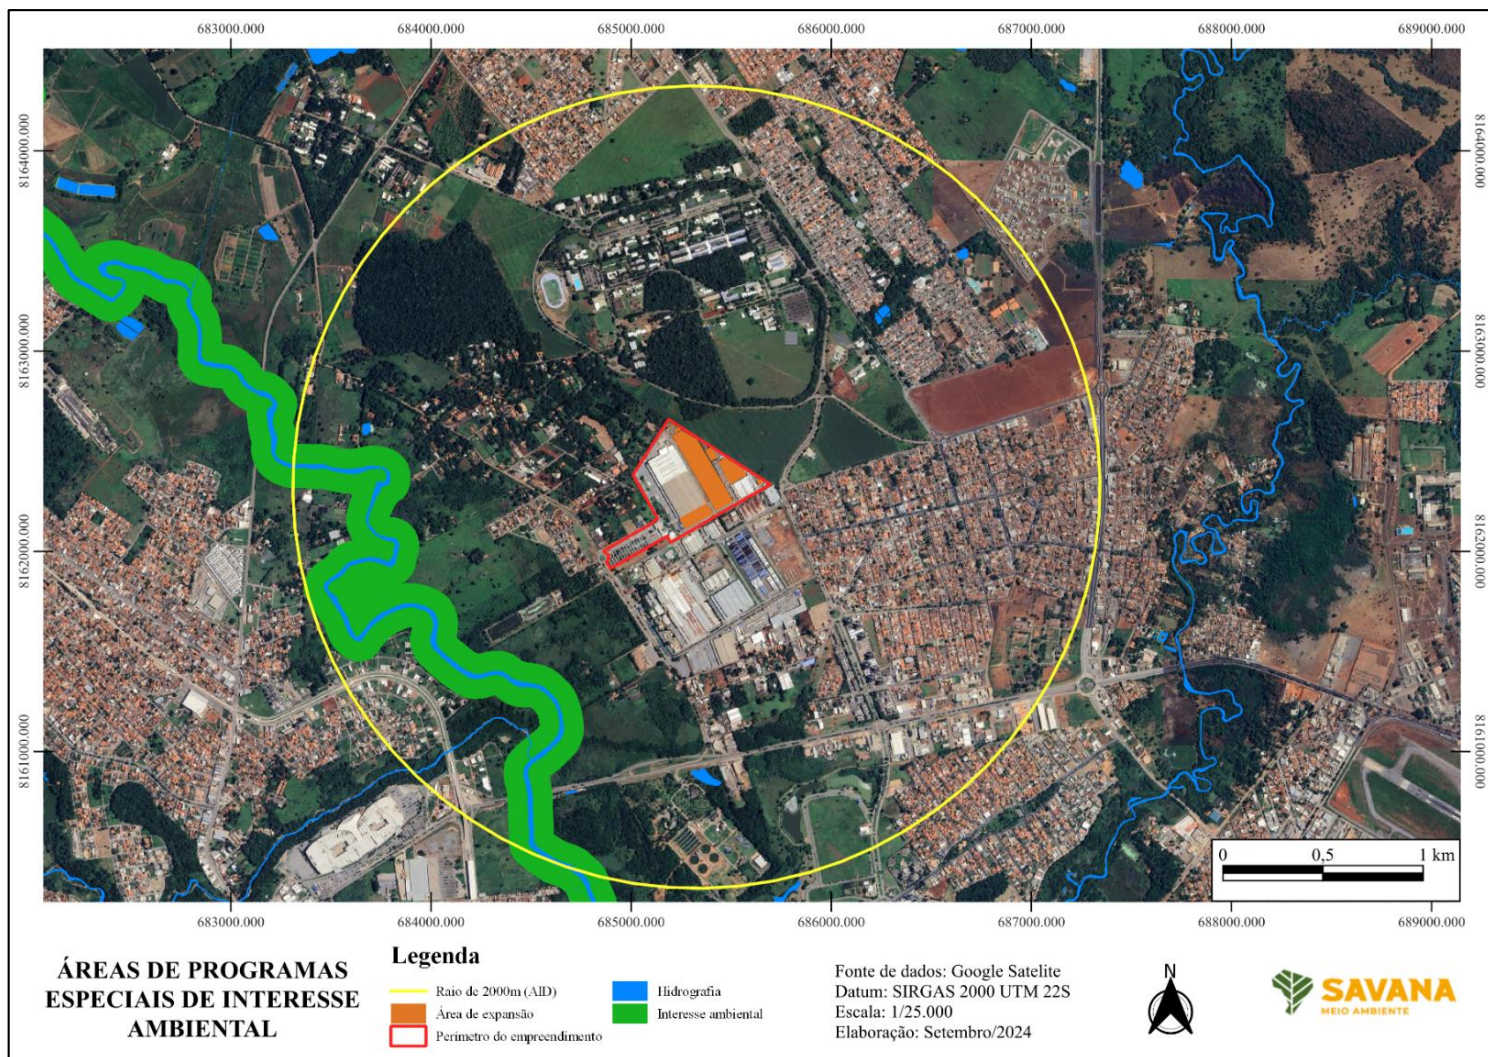 683000.000
684000.000
685000.000
686000.000
687000.000
688000.000
689000.000
8164000.000
8164000.000
8163000.000
8163000.000
8162000.000
8162000.000
8161000.000
8161000.000
0
0,5
1 km
683000.000
684000.000
685000.000
686000.000
687000.000
688000.000
689000.000
ÁREAS DE PROGRAMAS
ESPECIAIS DE INTERESSE
AMBIENTAL
Legenda
Raio de 2000m (AID)
Área de expansão
Perímetro do empreendimento
Hidrografia
Interesse ambiental
Fonte de dados: Google Satelite
Datum: SIRGAS 2000 UTM 22S
Escala: 1/25.000
Elaboração: Setembro/2024
N
SAVANA
MEIO AMBIENTE